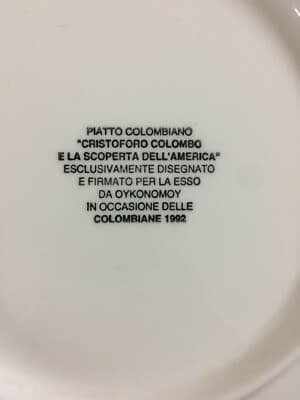 PIATTO COLOMBIANO
"CRISTOFORO COLOMBO
E LA SCOPERTA DELL'AMERICA"
ESCLUSIVAMENTE DISEGNATO
E FIRMATO PER LA ESSO
DA OYKONOMOY
IN OCCASIONE DELLE
COLOMBIANE 1992